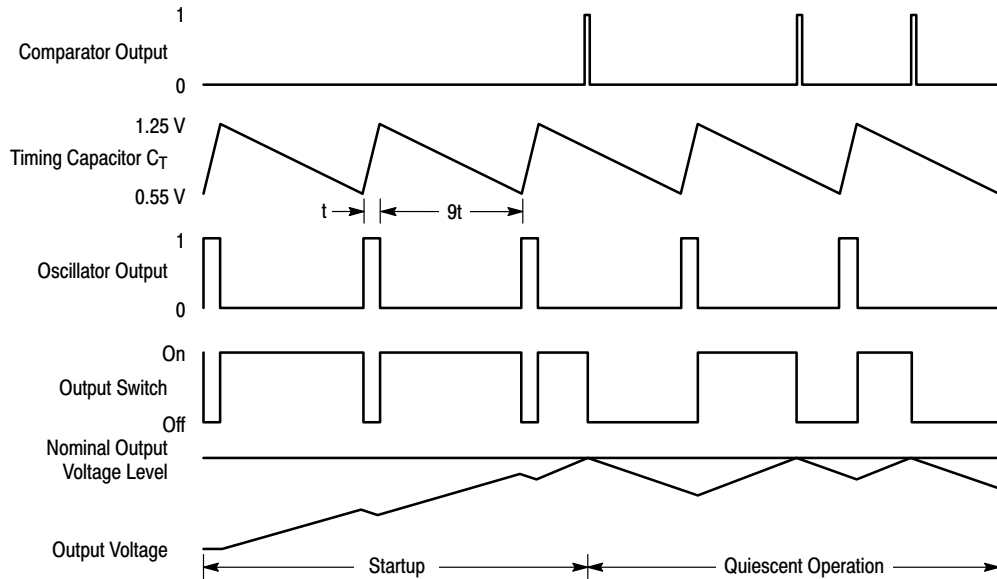 1
Comparator Output
0
1.25 V
Timing Capacitor CT
0.55 V
t
9t
1
Oscillator Output
0
On
Output Switch
Off
Nominal Output
Voltage Level
Output Voltage
Startup
Quiescent Operation